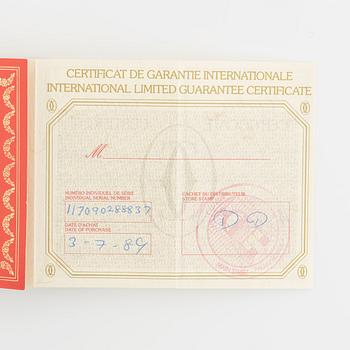 CERTIFICAT DE GARANTIE INTERNATIONALE
INTERNATIONAL LIMITED GUARANTEE CERTIFICATE
M
NUMÉRO INDIVIDUEL DE SÉRIE
INDIVIDUAL SERIAL NUMBER
117090288837
CACHET DU DISTRIBUTEUR
STORE STAMP
D D
DATE D'ACHAT
DATE OF PURCHASE
3-7-89